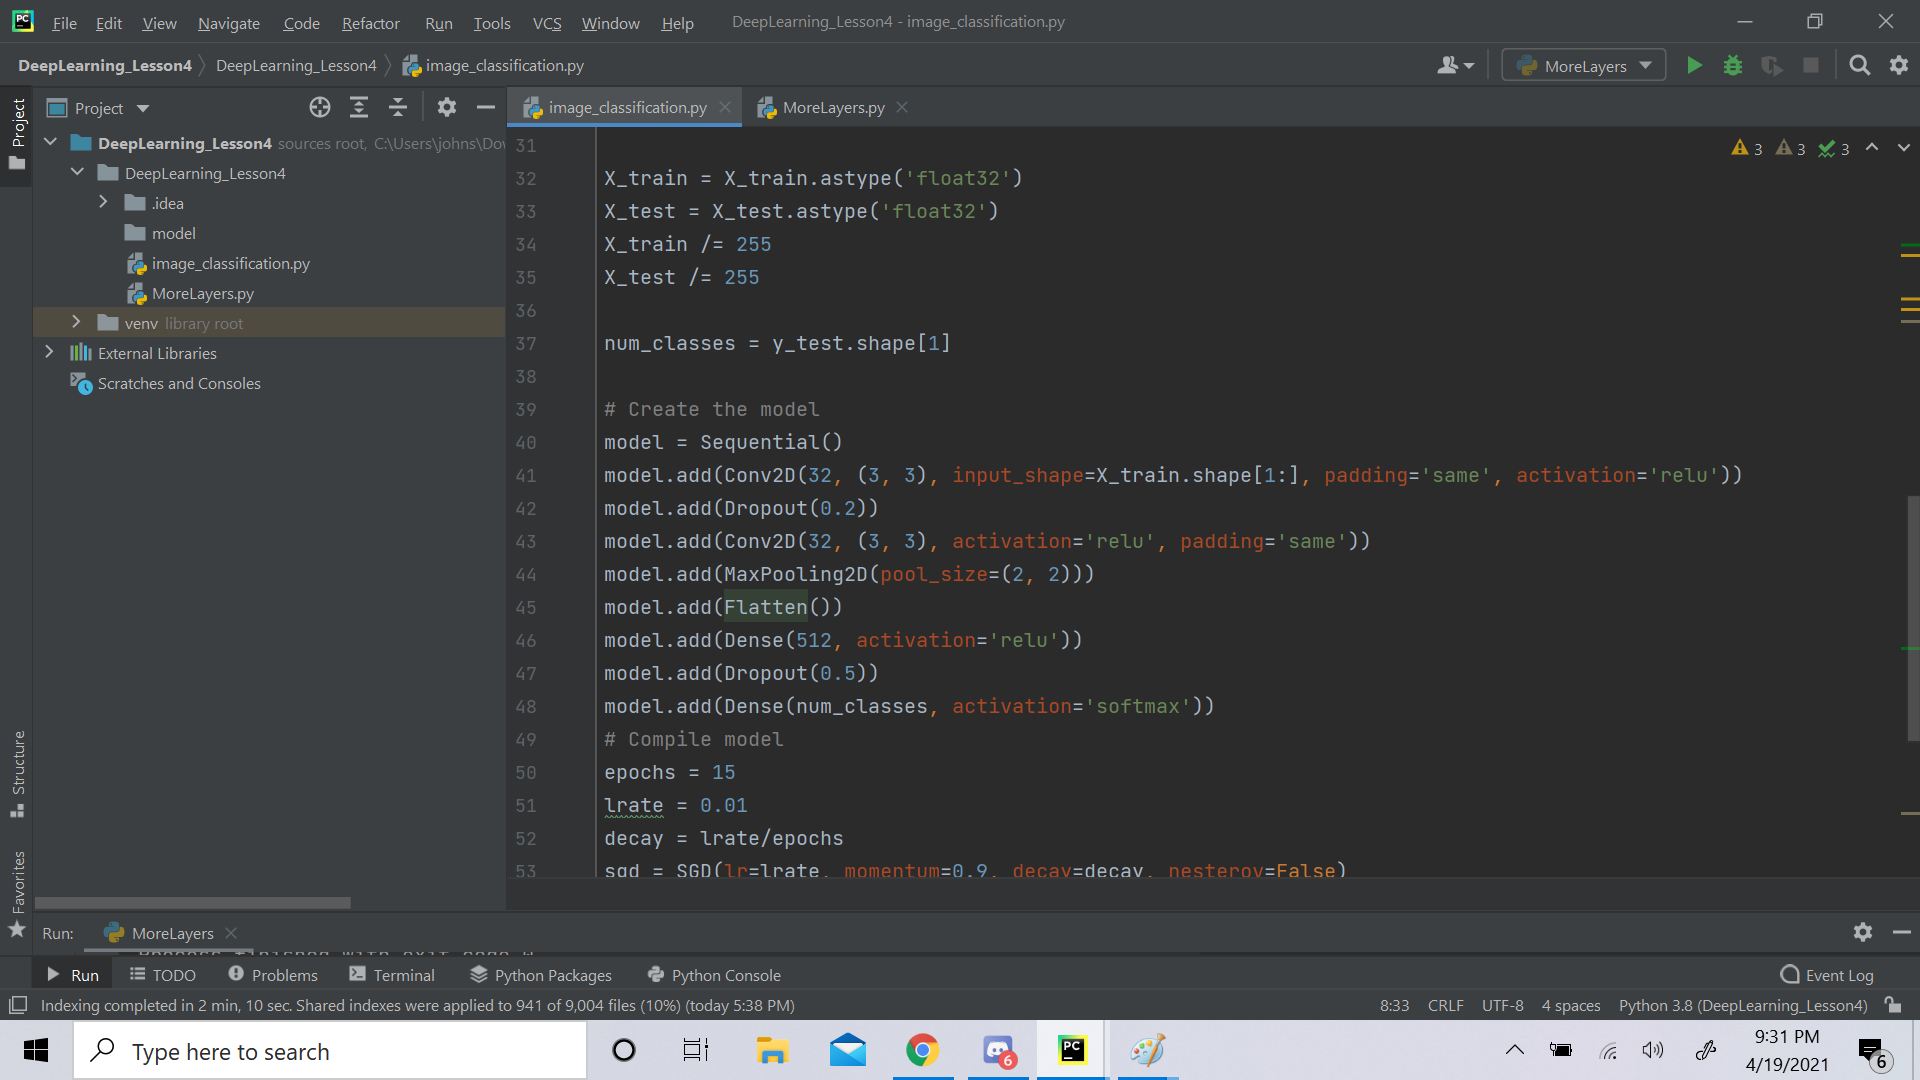 File Edit View Navigate Code Refactor Run Tools VCS Window Help DeepLearning_Lesson4 - image_classification.py
DeepLearning_Lesson4 DeepLearning_Lesson4 image_classification.py MoreLayers
Project
Project
image_classification.py
MoreLayers.py
DeepLearning_Lesson4 sources root, C:\Users\johns\Dov
DeepLearning_Lesson4
.idea
model
image_classification.py
MoreLayers.py
venv library root
External Libraries
Scratches and Consoles
3 3 3
31
32 X_train = X_train.astype('float32')
33 X_test = X_test.astype('float32')
34 X_train /= 255
35 X_test /= 255
36
37 num_classes = y_test.shape[1]
38
39 # Create the model
40 model = Sequential()
41 model.add(Conv2D(32, (3, 3), input_shape=X_train.shape[1:], padding='same', activation='relu'))
42 model.add(Dropout(0.2))
43 model.add(Conv2D(32, (3, 3), activation='relu', padding='same'))
44 model.add(MaxPooling2D(pool_size=(2, 2)))
45 model.add(Flatten())
46 model.add(Dense(512, activation='relu'))
47 model.add(Dropout(0.5))
48 model.add(Dense(num_classes, activation='softmax'))
49 # Compile model
50 epochs = 15
51 lrate = 0.01
52 decay = lrate/epochs
53 sgd = SGD(lr=lrate, momentum=0.9, decay=decay, nesterov=False)
Structure
Favorites
Run: MoreLayers
Process finished with exit code
Run TODO Problems Terminal Python Packages Python Console Event Log
Indexing completed in 2 min, 10 sec. Shared indexes were applied to 941 of 9,004 files (10%) (today 5:38 PM) 8:33 CRLF UTF-8 4 spaces Python 3.8 (DeepLearning_Lesson4)
Type here to search
6
PC
9:31 PM
4/19/2021
6